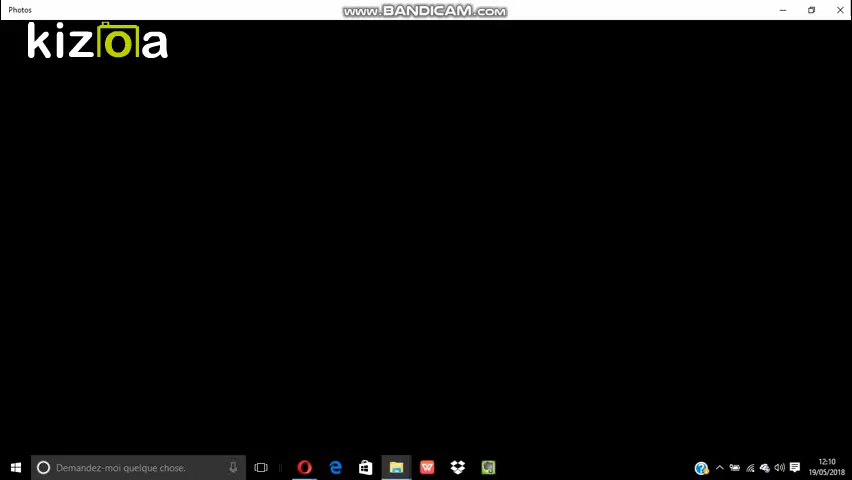 Photos
www.BANDICAM.com
kizoa
Demandez-moi quelque chose.
12:10
19/05/2018